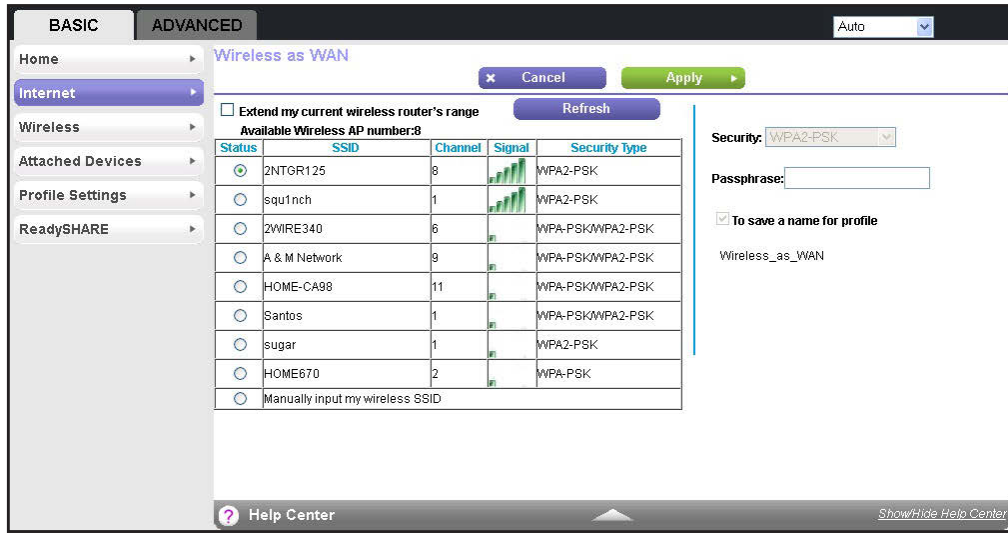 BASIC ADVANCED Auto
Home
Internet
Wireless
Attached Devices
Profile Settings
ReadySHARE
Wireless as WAN
Cancel Apply
Extend my current wireless router's range Refresh
Available Wireless AP number:8
Status SSID Channel Signal Security Type
2NTGR125 8 WPA2-PSK
squ1nch 1 WPA2-PSK
2WIRE340 6 WPA-PSK/WPA2-PSK
A & M Network 9 WPA-PSK/WPA2-PSK
HOME-CA98 11 WPA-PSK/WPA2-PSK
Santos 1 WPA-PSK/WPA2-PSK
sugar 1 WPA2-PSK
HOME670 2 WPA-PSK
Manually input my wireless SSID
Security: WPA2-PSK
Passphrase:
To save a name for profile
Wireless_as_WAN
? Help Center Show/Hide Help Center